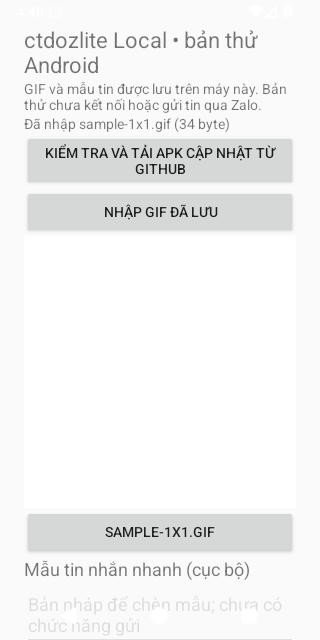 ctdozlite Local • bản thử
Android
GIF và mẫu tin được lưu trên máy này. Bản
thử chưa kết nối hoặc gửi tin qua Zalo.
Đã nhập sample-1x1.gif (34 byte)
KIỂM TRA VÀ TẢI APK CẬP NHẬT TỪ
GITHUB
NHẬP GIF ĐÃ LƯU
SAMPLE-1X1.GIF
Mẫu tin nhắn nhanh (cục bộ)
Bản nháp để chèn mẫu; chưa có
chức năng gửi